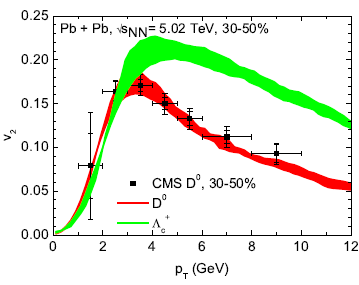 Pb + Pb, √sNN= 5.02 TeV, 30-50%
0.25
0.20
0.15
0.10
0.05
0.00
v2
CMS D0, 30-50%
D0
Λc+
0 2 4 6 8 10 12
pT (GeV)